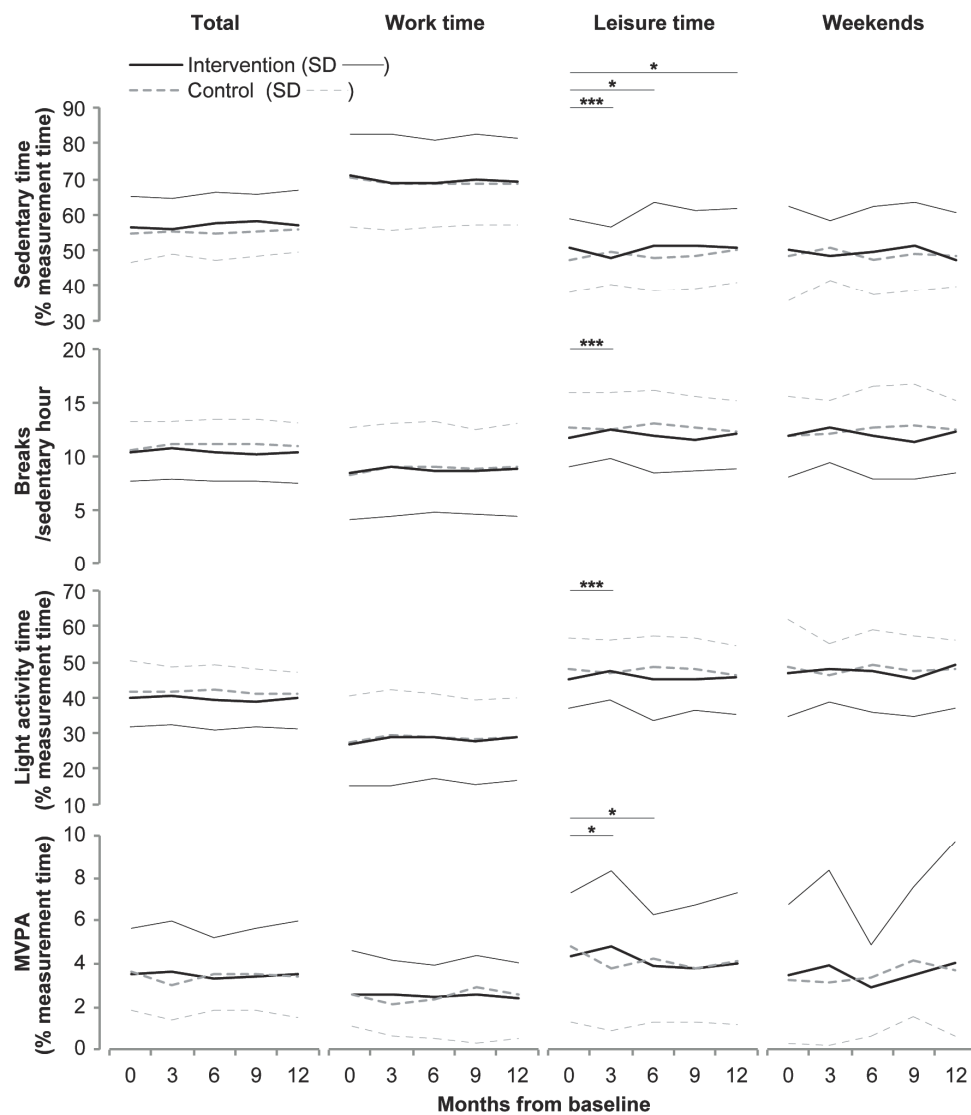 Total Work time Leisure time Weekends
Intervention (SD —)
Control (SD – – –)
*
*
***
Sedentary time
(% measurement time)
90
80
70
60
50
40
30
***
Breaks
/sedentary hour
20
15
10
5
0
***
Light activity time
(% measurement time)
70
60
50
40
30
20
10
*
*
MVPA
(% measurement time)
10
8
6
4
2
0
0 3 6 9 12 0 3 6 9 12 0 3 6 9 12 0 3 6 9 12
Months from baseline